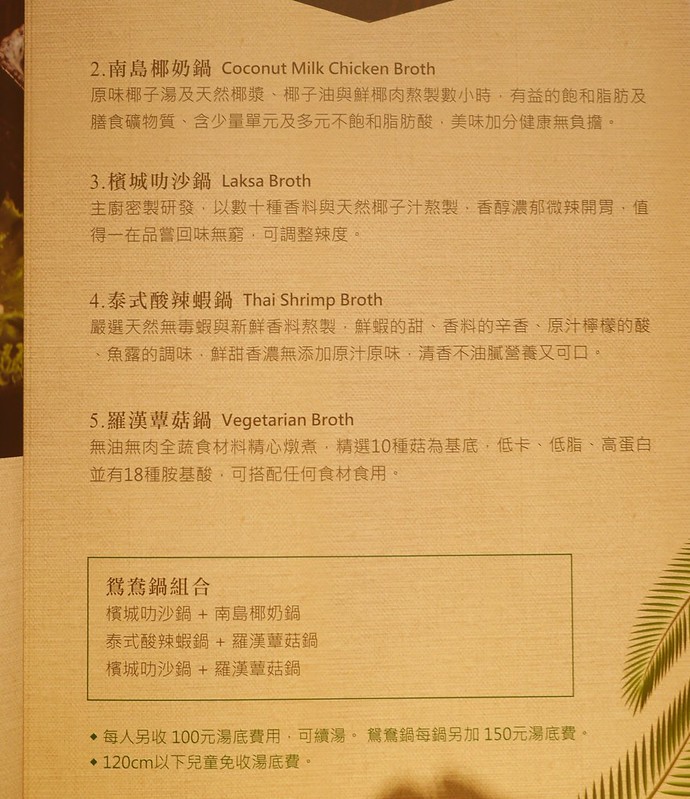 2.南島椰奶鍋 Coconut Milk Chicken Broth
原味椰子湯及天然椰漿、椰子油與鮮椰肉熬製數小時，有益的飽和脂肪及
膳食礦物質、含少量單元及多元不飽和脂肪酸，美味加分健康無負擔。
3.檳城叻沙鍋 Laksa Broth
主廚密製研發，以數十種香料與天然椰子汁熬製，香醇濃郁微辣開胃，值
得一在品嘗回味無窮，可調整辣度。
4.泰式酸辣蝦鍋 Thai Shrimp Broth
嚴選天然無毒蝦與新鮮香料熬製，鮮蝦的甜、香料的辛香、原汁檸檬的酸
、魚露的調味，鮮甜香濃無添加原汁原味，清香不油膩營養又可口。
5.羅漢蕈菇鍋 Vegetarian Broth
無油無肉全蔬食材料精心燉煮，精選10種菇為基底，低卡、低脂、高蛋白
並有18種胺基酸，可搭配任何食材食用。
鴛鴦鍋組合
檳城叻沙鍋 + 南島椰奶鍋
泰式酸辣蝦鍋 + 羅漢蕈菇鍋
檳城叻沙鍋 + 羅漢蕈菇鍋
◆ 每人另收 100元湯底費用，可續湯。 鴛鴦鍋每鍋另加 150元湯底費。
◆ 120cm以下兒童免收湯底費。